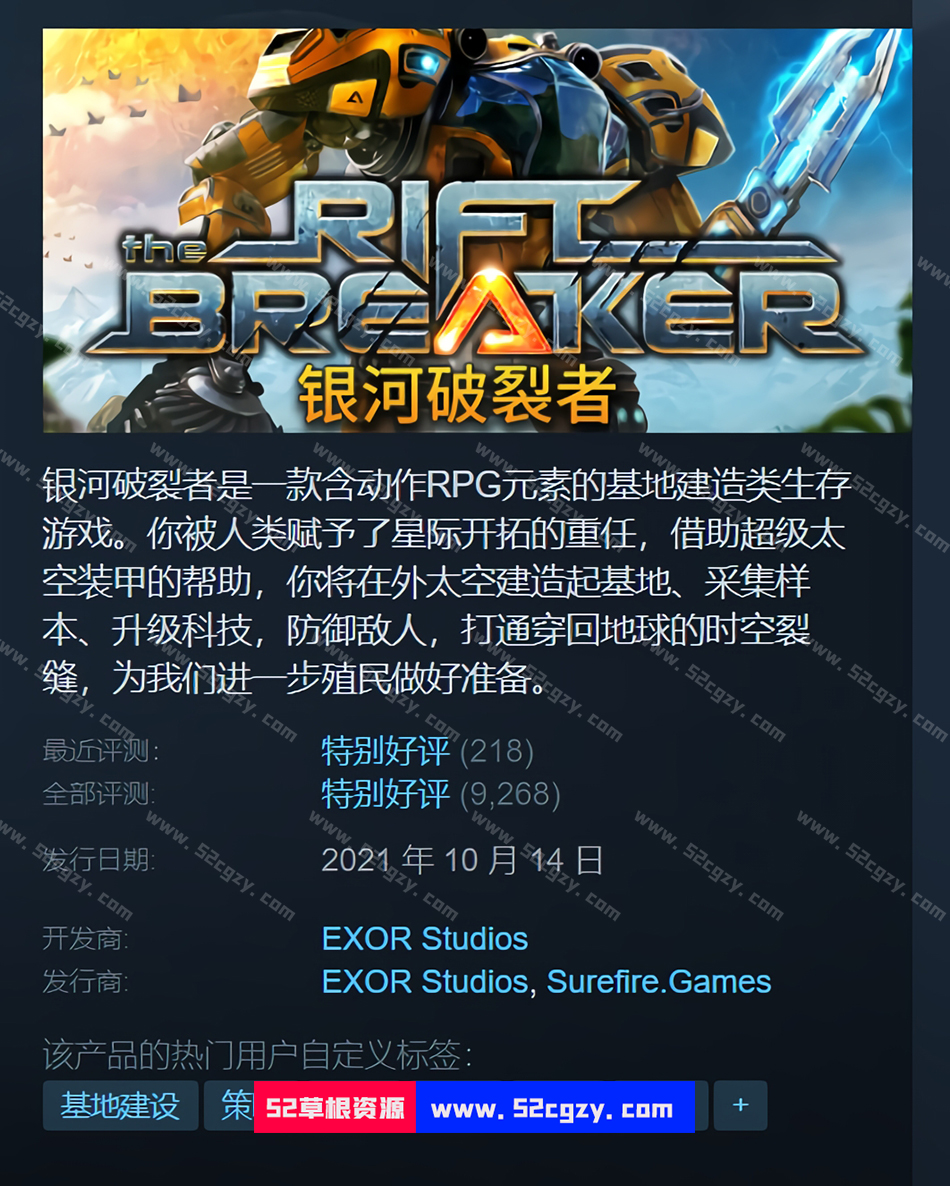 the RIFT
BREAKER
银河破裂者
银河破裂者是一款含动作RPG元素的基地建造类生存
游戏。你被人类赋予了星际开拓的重任，借助超级太
空装甲的帮助，你将在外太空建造起基地、采集样
本、升级科技，防御敌人，打通穿回地球的时空裂
缝，为我们进一步殖民做好准备。
最近评测: 特别好评 (218)
全部评测: 特别好评 (9,268)
发行日期: 2021 年 10 月 14 日
开发商: EXOR Studios
发行商: EXOR Studios, Surefire.Games
该产品的热门用户自定义标签:
基地建设 策 52草根资源 www.52cgzy.com +
www.52cgzy.com